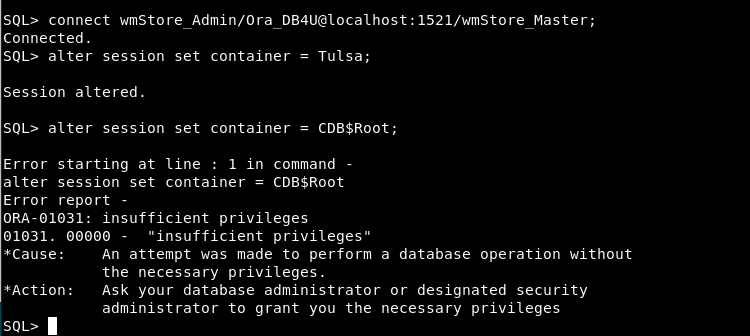 SQL> connect wmStore_Admin/Ora_DB4U@localhost:1521/wmStore_Master;
Connected.
SQL> alter session set container = Tulsa;
Session altered.
SQL> alter session set container = CDB$Root;
Error starting at line : 1 in command -
alter session set container = CDB$Root
Error report -
ORA-01031: insufficient privileges
01031. 00000 -  "insufficient privileges"
*Cause:    An attempt was made to perform a database operation without
           the necessary privileges.
*Action:   Ask your database administrator or designated security
           administrator to grant you the necessary privileges
SQL>